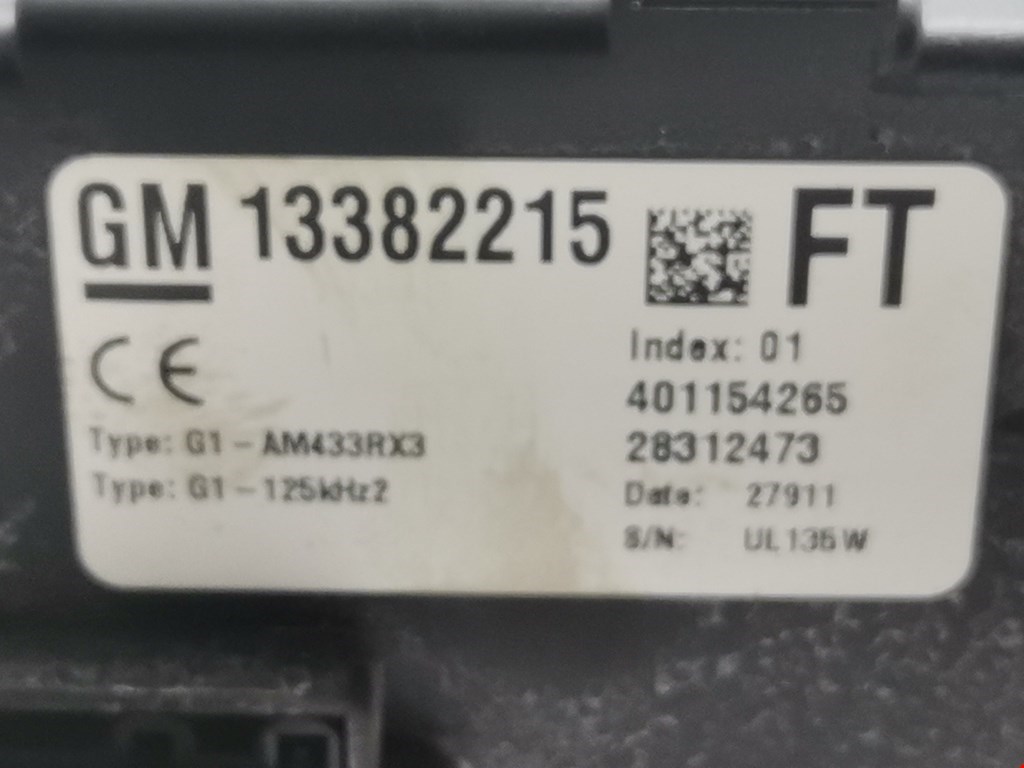 GM 13382215 FT
CE
Index: 01
401154265
Type: G1-AM433RX3
28312473
Type: G1-125kHz2
Date: 27911
S/N: UL135W